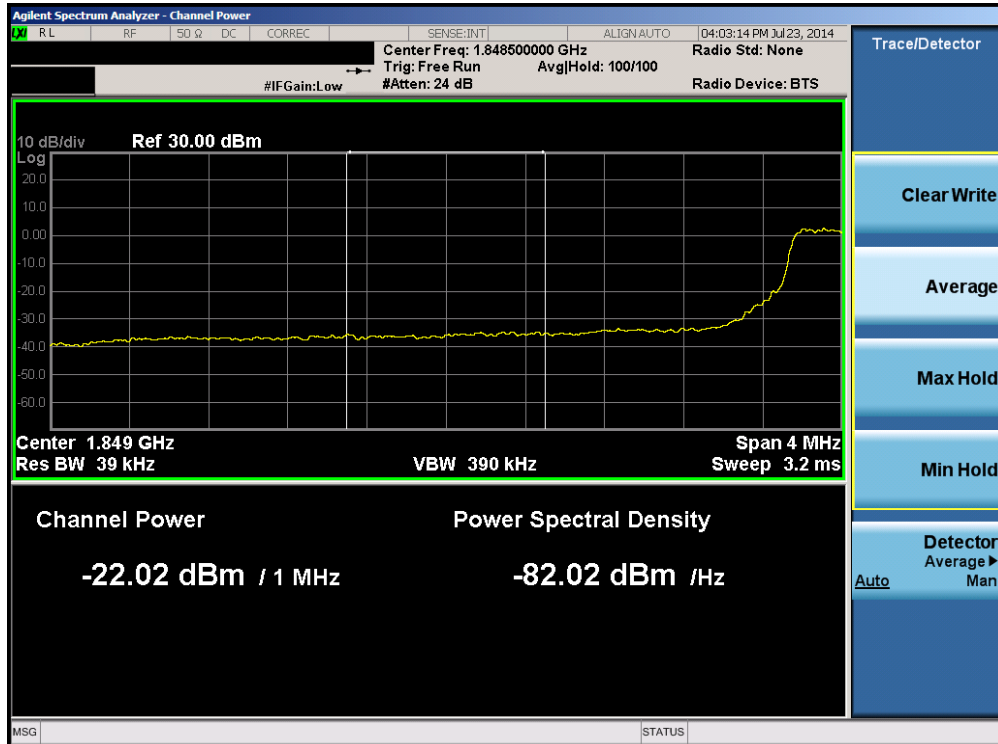 Agilent Spectrum Analyzer - Channel Power
LXI RL RF 50 Ω DC CORREC SENSE:INT ALIGN AUTO 04:03:14 PM Jul 23, 2014
Center Freq: 1.848500000 GHz Radio Std: None
Trig: Free Run Avg|Hold: 100/100
#IFGain:Low #Atten: 24 dB Radio Device: BTS
Trace/Detector
10 dB/div Ref 30.00 dBm
Log
20.0
10.0
0.00
-10.0
-20.0
-30.0
-40.0
-50.0
-60.0
Center 1.849 GHz Span 4 MHz
Res BW 39 kHz VBW 390 kHz Sweep 3.2 ms
Channel Power Power Spectral Density
-22.02 dBm / 1 MHz -82.02 dBm /Hz
Clear Write
Average
Max Hold
Min Hold
Detector
Average▶
Auto Man
MSG STATUS